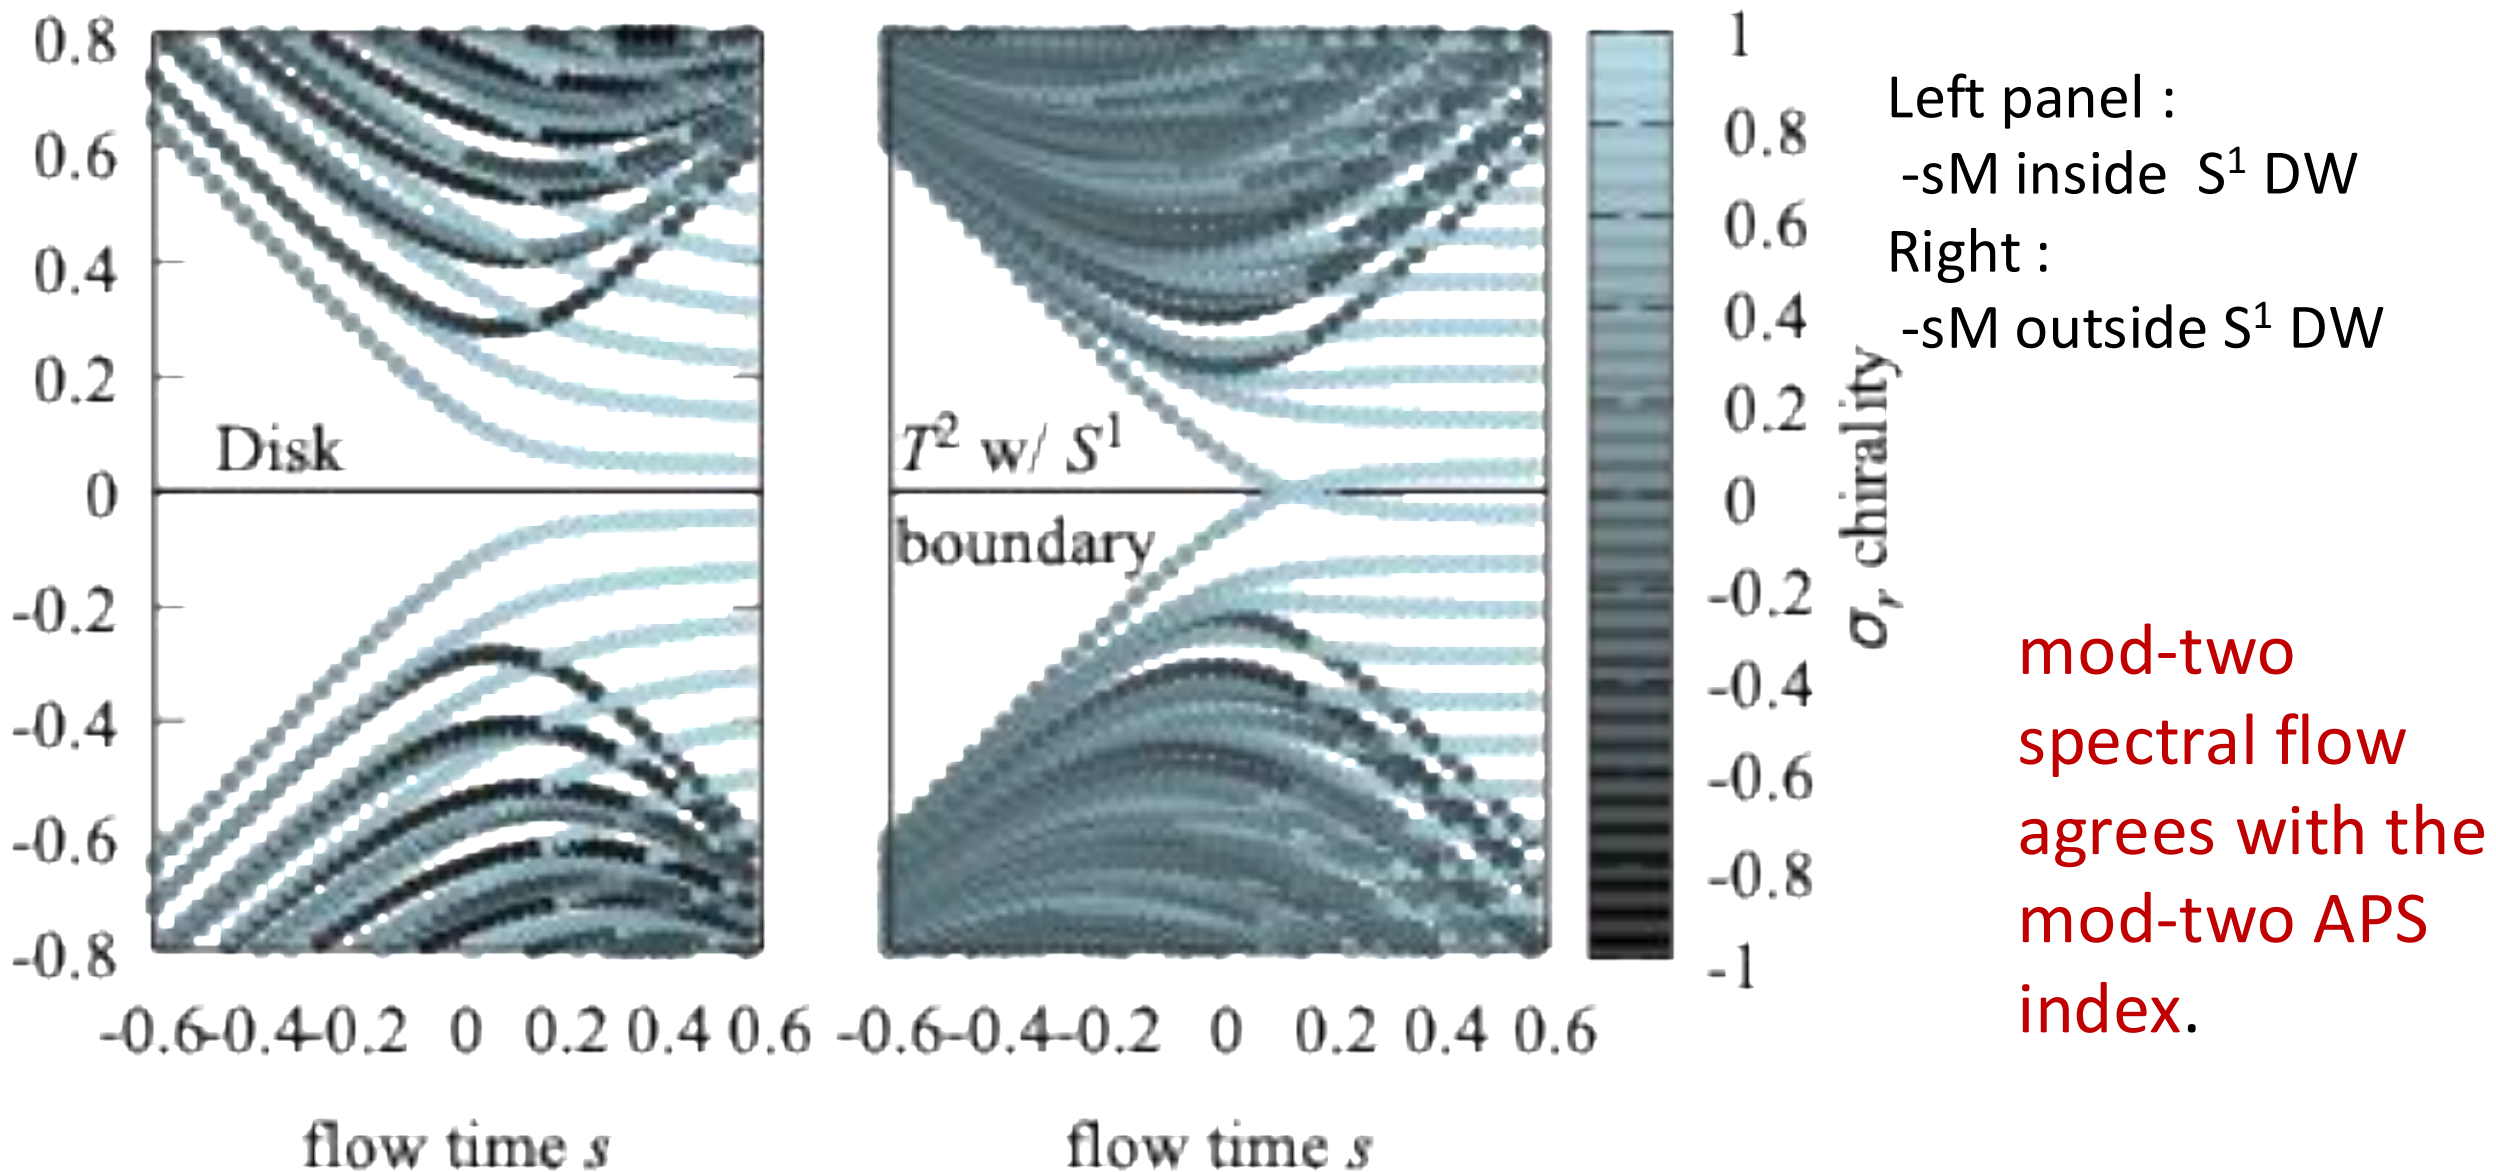 0.8
0.6
0.4
0.2
0
-0.2
-0.4
-0.6
-0.8
Disk
-0.6 -0.4 -0.2 0 0.2 0.4 0.6
flow time s
T² w/ S¹
boundary
-0.6 -0.4 -0.2 0 0.2 0.4 0.6
flow time s
1
0.8
0.6
0.4
0.2
0
-0.2
-0.4
-0.6
-0.8
-1
σr chirality
Left panel :
-sM inside S¹ DW
Right :
-sM outside S¹ DW
mod-two
spectral flow
agrees with the
mod-two APS
index.